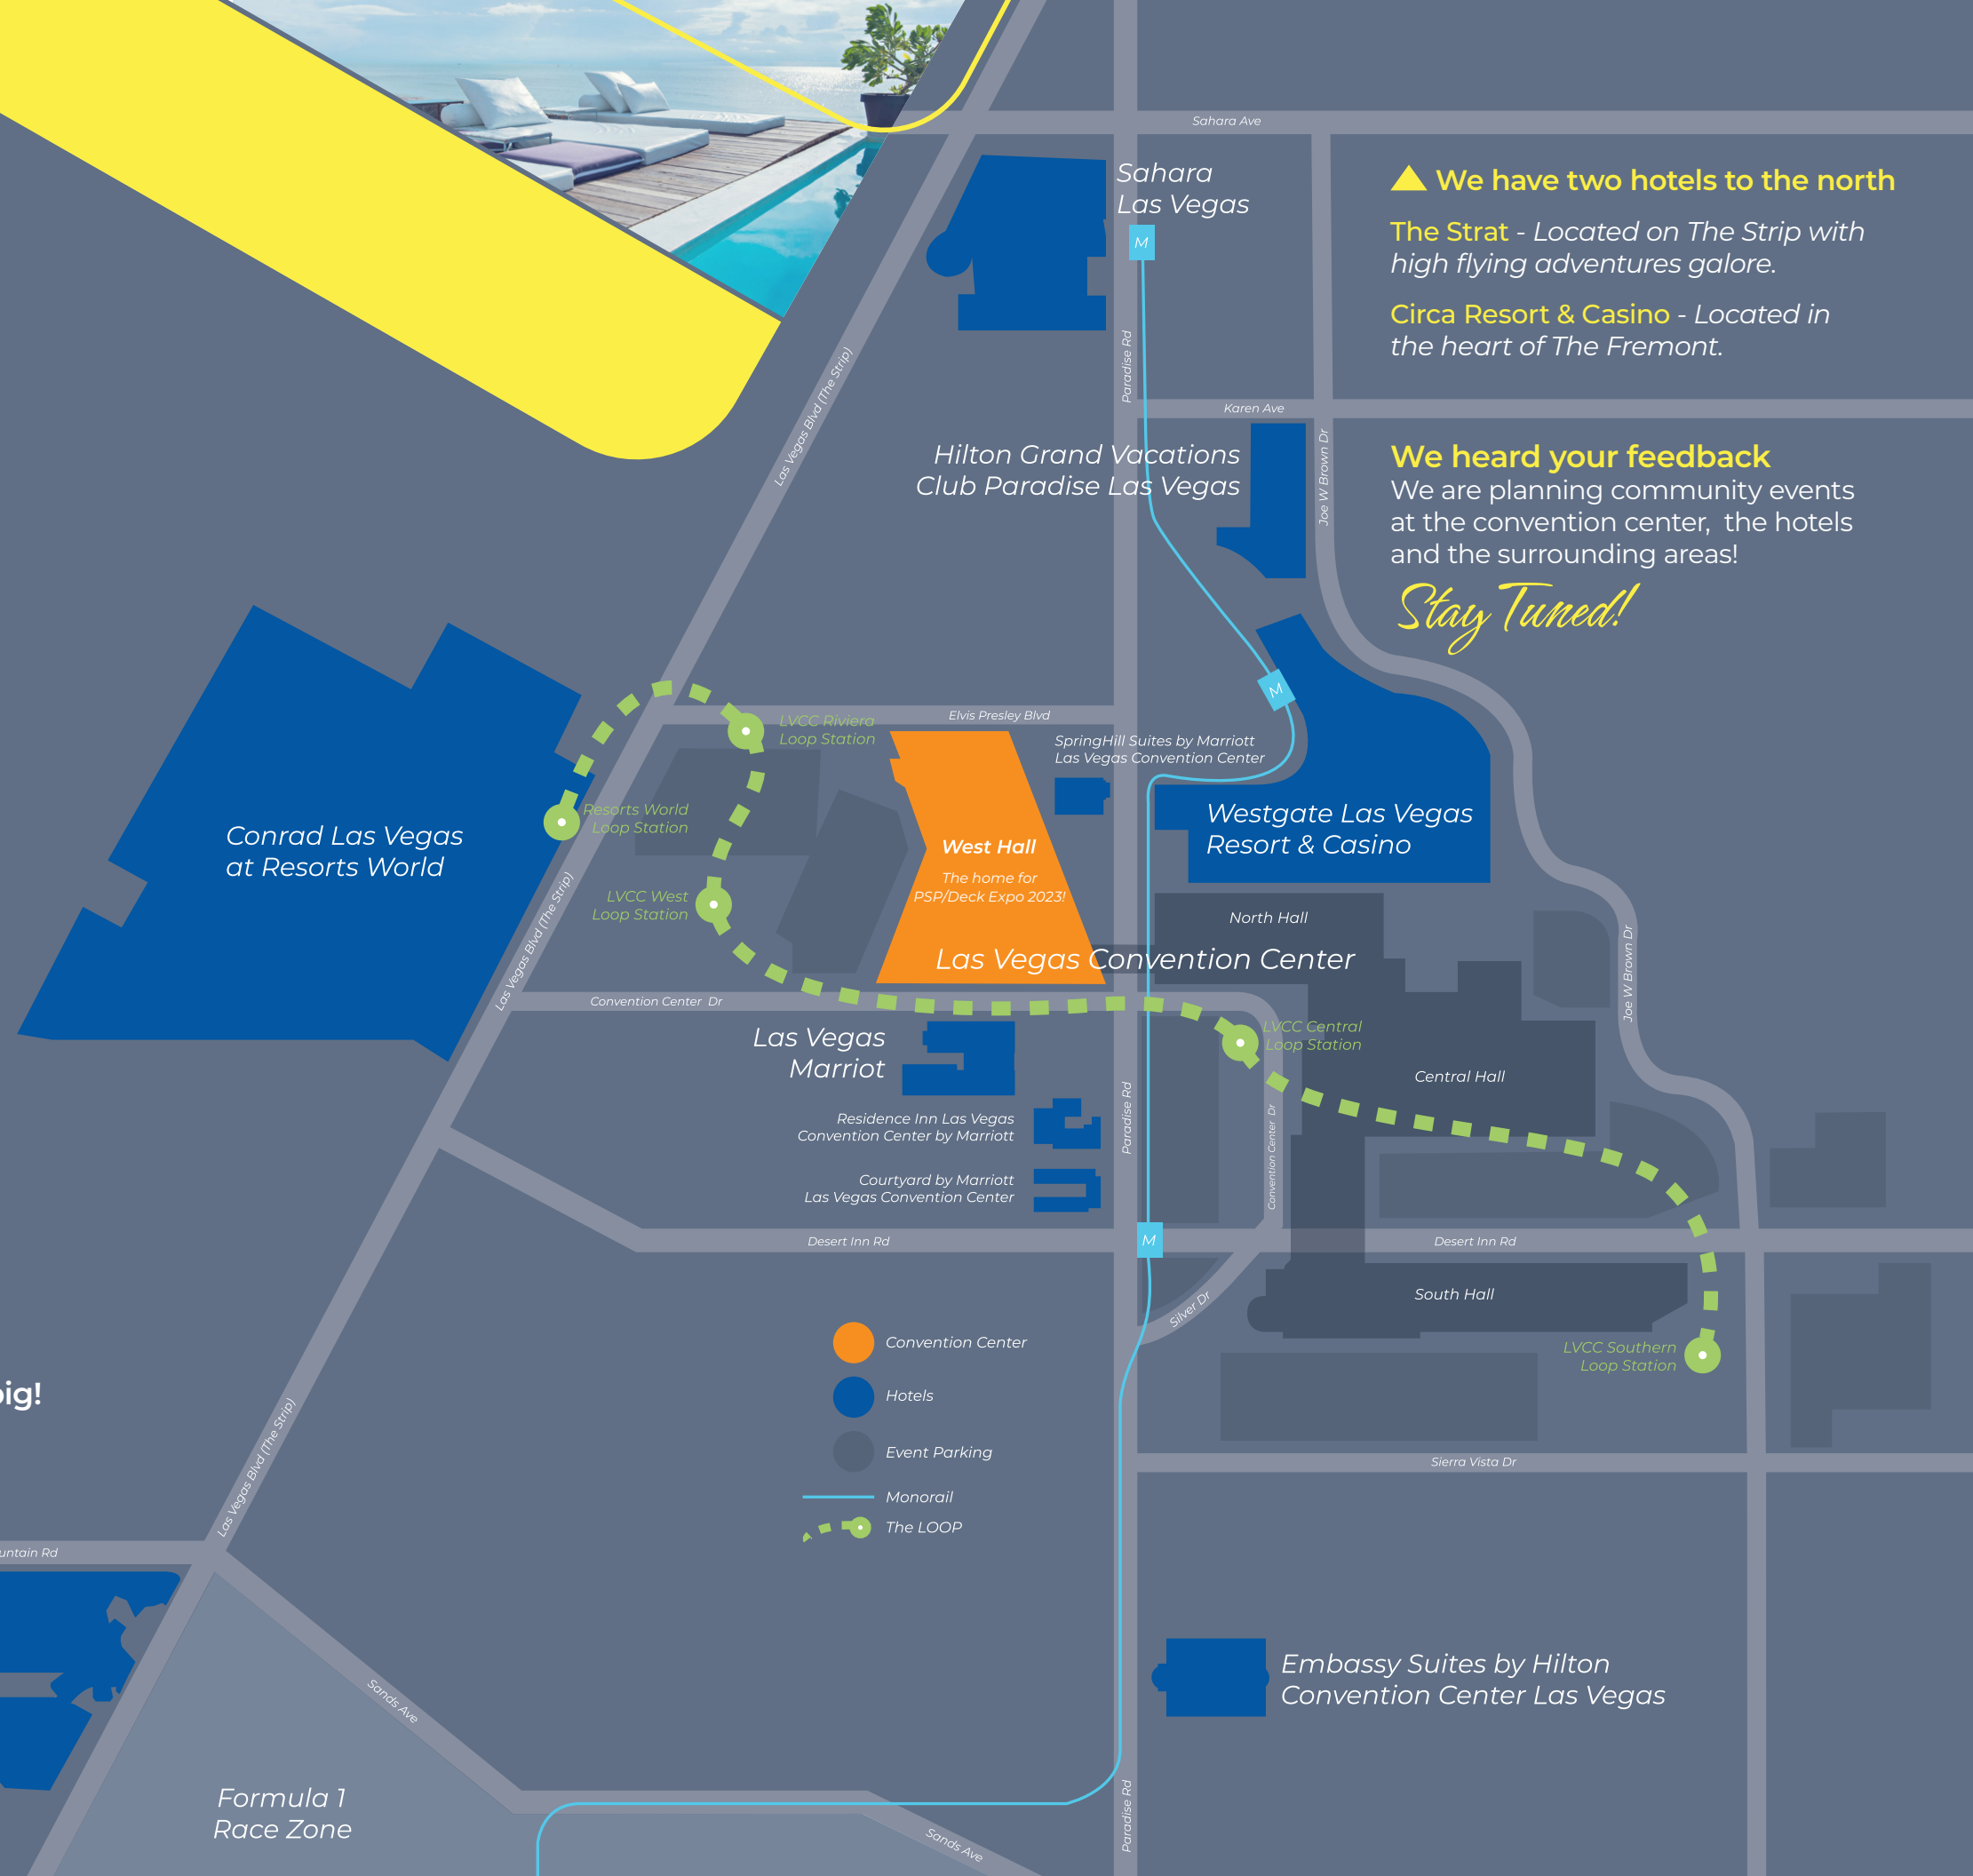 Sahara Ave
Sahara
Las Vegas
M
We have two hotels to the north
The Strat - Located on The Strip with
high flying adventures galore.
Circa Resort & Casino - Located in
the heart of The Fremont.
Paradise Rd
Las Vegas Blvd (The Strip)
Karen Ave
Joe W Brown Dr
Hilton Grand Vacations
Club Paradise Las Vegas
We heard your feedback
We are planning community events
at the convention center,  the hotels
and the surrounding areas!
Stay Tuned!
M
LVCC Riviera
Loop Station
Elvis Presley Blvd
SpringHill Suites by Marriott
Las Vegas Convention Center
Resorts World
Loop Station
Conrad Las Vegas
at Resorts World
Westgate Las Vegas
Resort & Casino
West Hall
The home for
PSP/Deck Expo 2023!
LVCC West
Loop Station
Las Vegas Blvd (The Strip)
North Hall
Las Vegas Convention Center
Joe W Brown Dr
Convention Center  Dr
Las Vegas
Marriot
LVCC Central
Loop Station
Central Hall
Residence Inn Las Vegas
Convention Center by Marriott
Paradise Rd
Convention Center  Dr
Courtyard by Marriott
Las Vegas Convention Center
Desert Inn Rd
M
Desert Inn Rd
Silver Dr
South Hall
LVCC Southern
Loop Station
Convention Center
Hotels
Event Parking
Monorail
The LOOP
ig!
Las Vegas Blvd (The Strip)
Sierra Vista Dr
untain Rd
Embassy Suites by Hilton
Convention Center Las Vegas
Sands Ave
Formula 1
Race Zone
Sands Ave
Paradise Rd